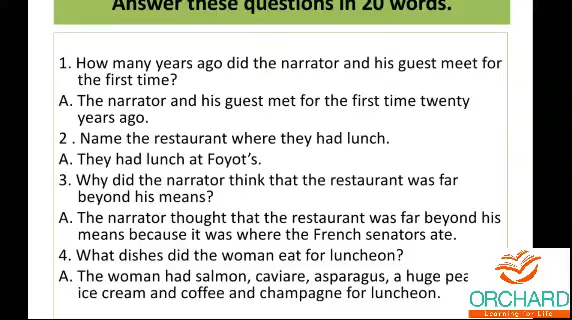 Answer these questions in 20 words.
1. How many years ago did the narrator and his guest meet for
the first time?
A. The narrator and his guest met for the first time twenty
years ago.
2 . Name the restaurant where they had lunch.
A. They had lunch at Foyot's.
3. Why did the narrator think that the restaurant was far
beyond his means?
A. The narrator thought that the restaurant was far beyond his
means because it was where the French senators ate.
4. What dishes did the woman eat for luncheon?
A. The woman had salmon, caviare, asparagus, a huge
ice cream and coffee and champagne for luncheon.
ORCHARD
Learning for Life